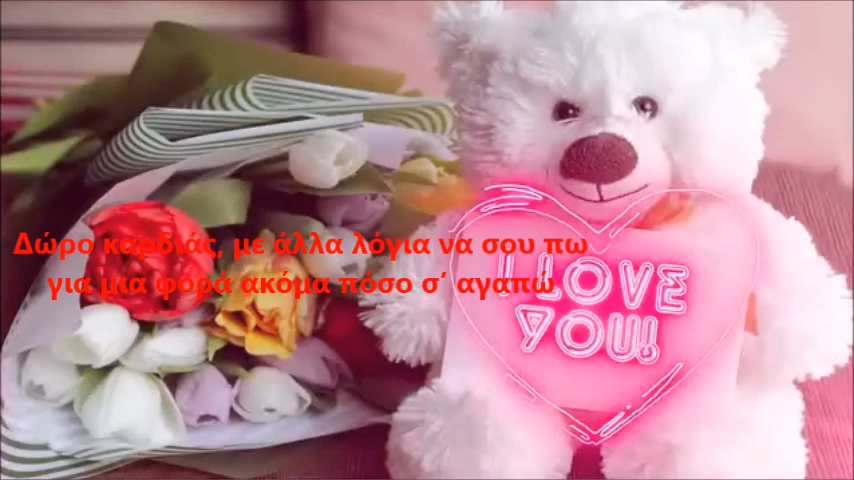 Δώρο καρδιάς, με άλλα λόγια να σου πω
για μια φορά ακόμα πόσο σ’ αγαπώ
I LOVE
YOU!